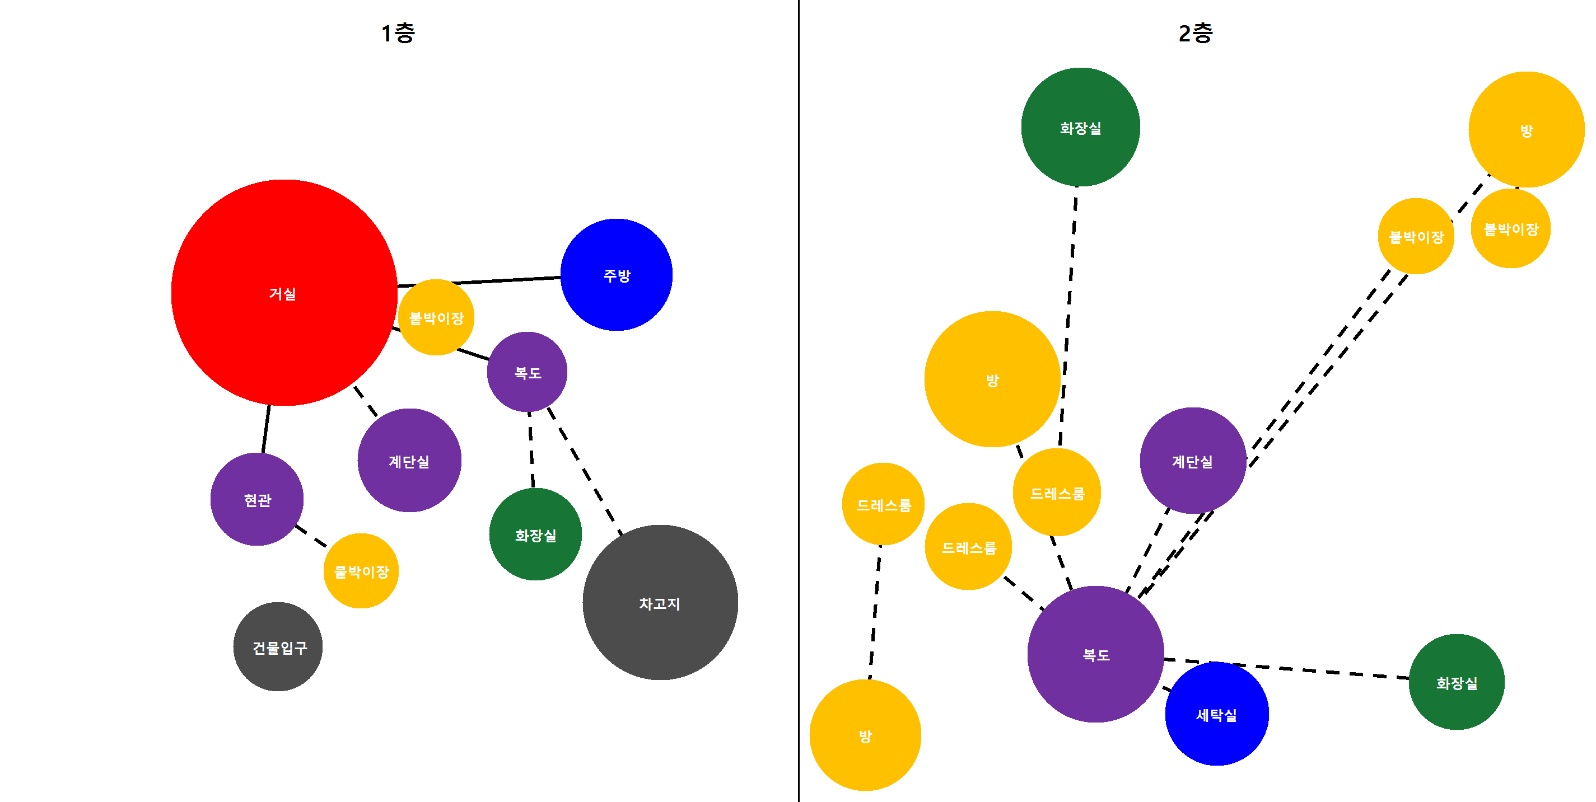 1층
거실
주방
붙박이장
복도
계단실
현관
화장실
붙박이장
차고지
건물입구
2층
화장실
방
붙박이장
붙박이장
방
계단실
드레스룸
드레스룸
드레스룸
복도
화장실
세탁실
방